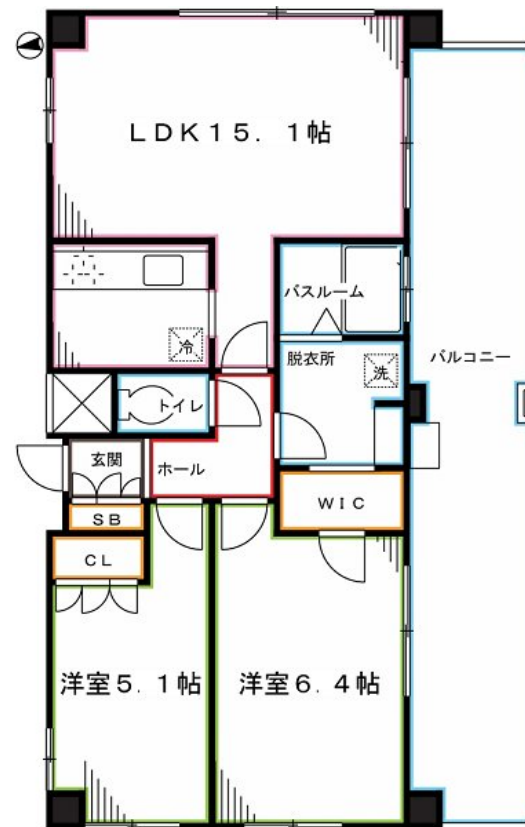 LDK15.1帖
バスルーム
冷
脱衣所
洗
バルコニー
トイレ
玄関
ホール
SB
WIC
CL
洋室5.1帖
洋室6.4帖